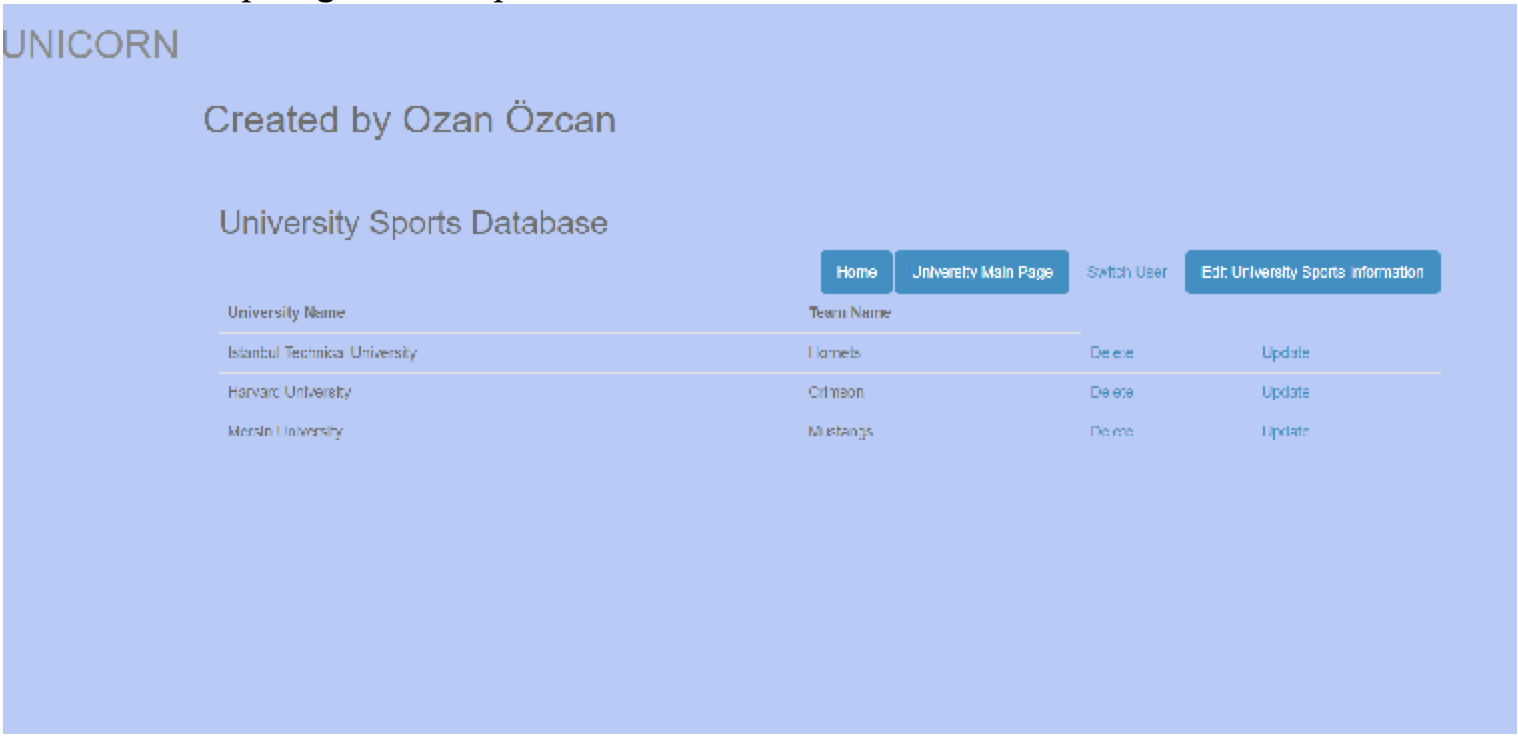 UNICORN
Created by Ozan Özcan
University Sports Database
Home University Main Page Switch User Edit University Sports Information
University Name Team Name
Istanbul Technical University Hornets Delete Update
Harvard University Crimson Delete Update
Mersin University Mustangs Delete Update